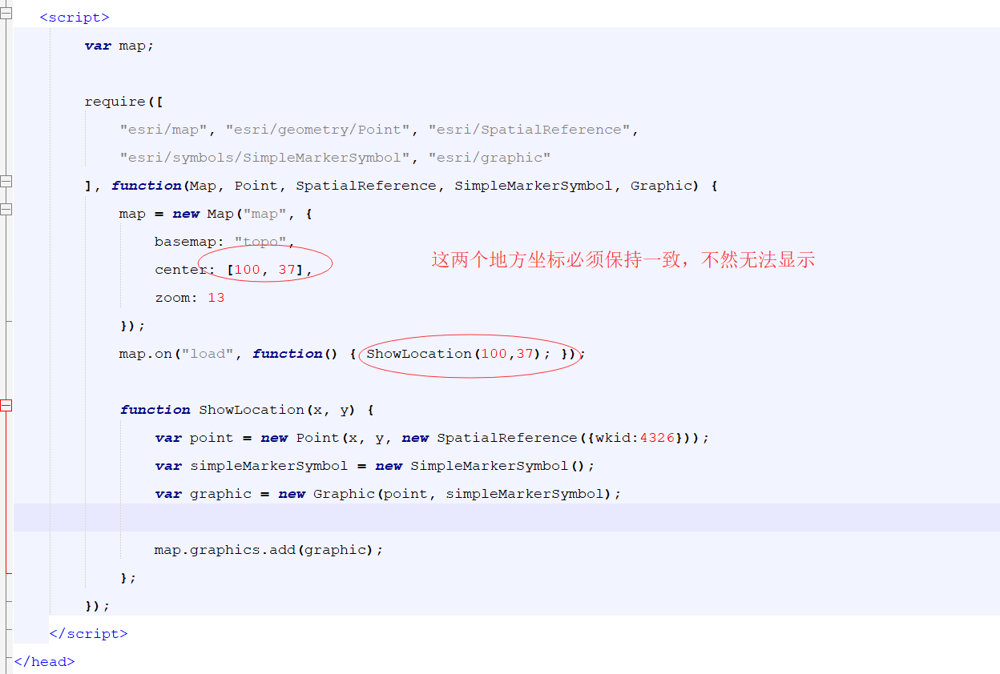 <script>
var map;
require([
"esri/map", "esri/geometry/Point", "esri/SpatialReference",
"esri/symbols/SimpleMarkerSymbol", "esri/graphic"
], function(Map, Point, SpatialReference, SimpleMarkerSymbol, Graphic) {
map = new Map("map", {
basemap: "topo",
center: [100, 37],
这两个地方坐标必须保持一致，不然无法显示
zoom: 13
});
map.on("load", function() { ShowLocation(100,37); });
function ShowLocation(x, y) {
var point = new Point(x, y, new SpatialReference({wkid:4326}));
var simpleMarkerSymbol = new SimpleMarkerSymbol();
var graphic = new Graphic(point, simpleMarkerSymbol);
map.graphics.add(graphic);
};
});
</script>
</head>